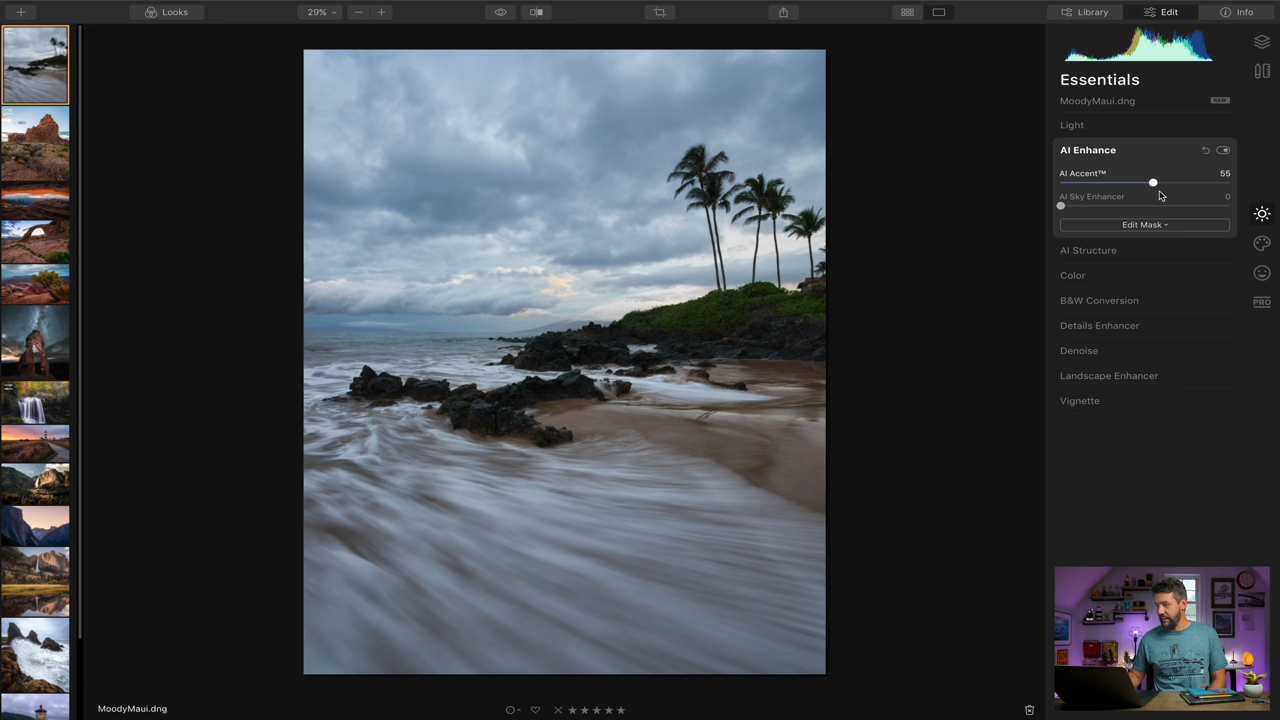 Looks
29%
Library
Edit
Info
Essentials
MoodyMaui.dng
RAW
Light
AI Enhance
AI Accent™
55
AI Sky Enhancer
0
Edit Mask
AI Structure
Color
B&W Conversion
PRO
Details Enhancer
Denoise
Landscape Enhancer
Vignette
MoodyMaui.dng